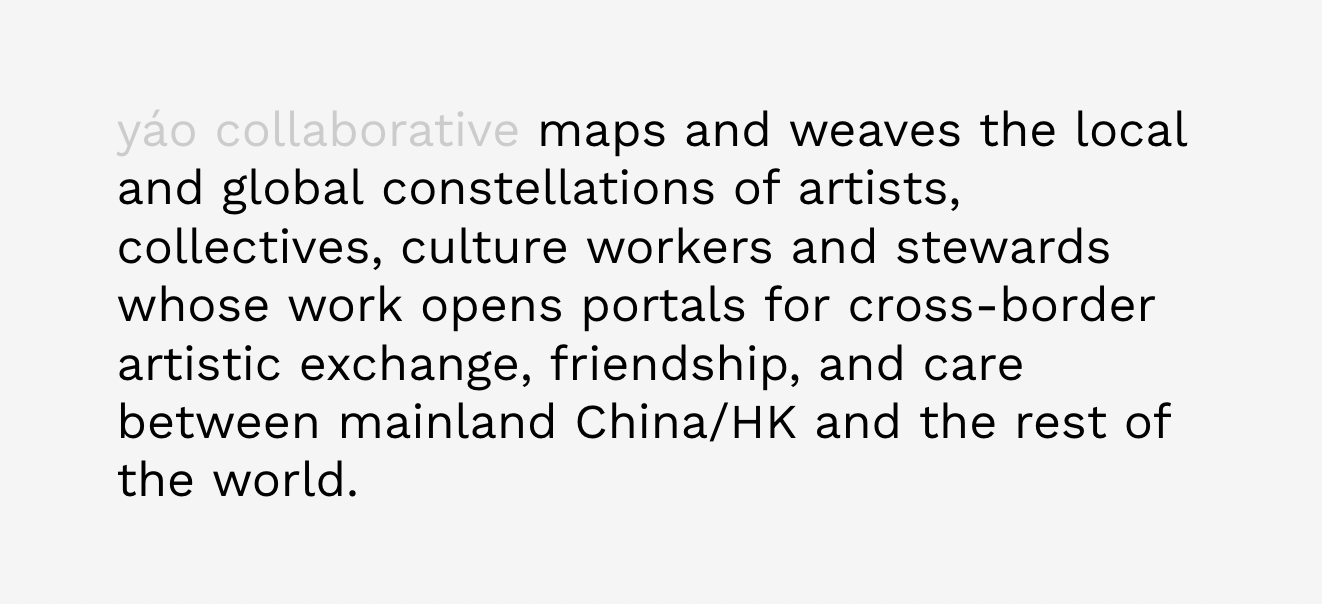 yáo collaborative maps and weaves the local
and global constellations of artists,
collectives, culture workers and stewards
whose work opens portals for cross-border
artistic exchange, friendship, and care
between mainland China/HK and the rest of
the world.